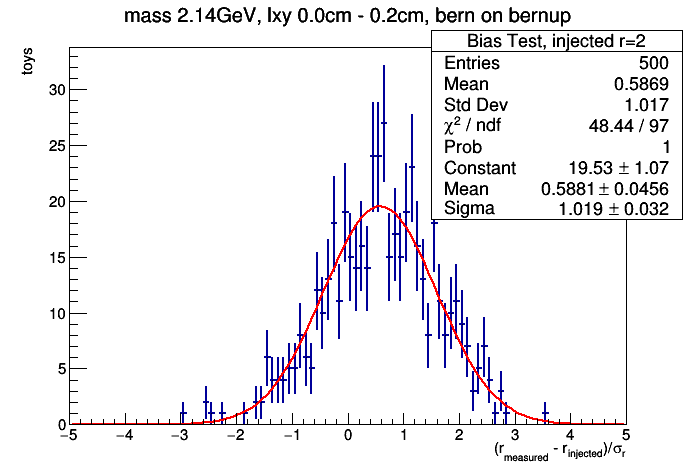 mass 2.14GeV, lxy 0.0cm - 0.2cm, bern on bernup
toys
Bias Test, injected r=2
Entries 500
Mean 0.5869
Std Dev 1.017
χ² / ndf 48.44 / 97
Prob 1
Constant 19.53 ± 1.07
Mean 0.5881 ± 0.0456
Sigma 1.019 ± 0.032
30
25
20
15
10
5
0
−5 −4 −3 −2 −1 0 1 2 3 4 5
(r_measured - r_injected)/σ_r